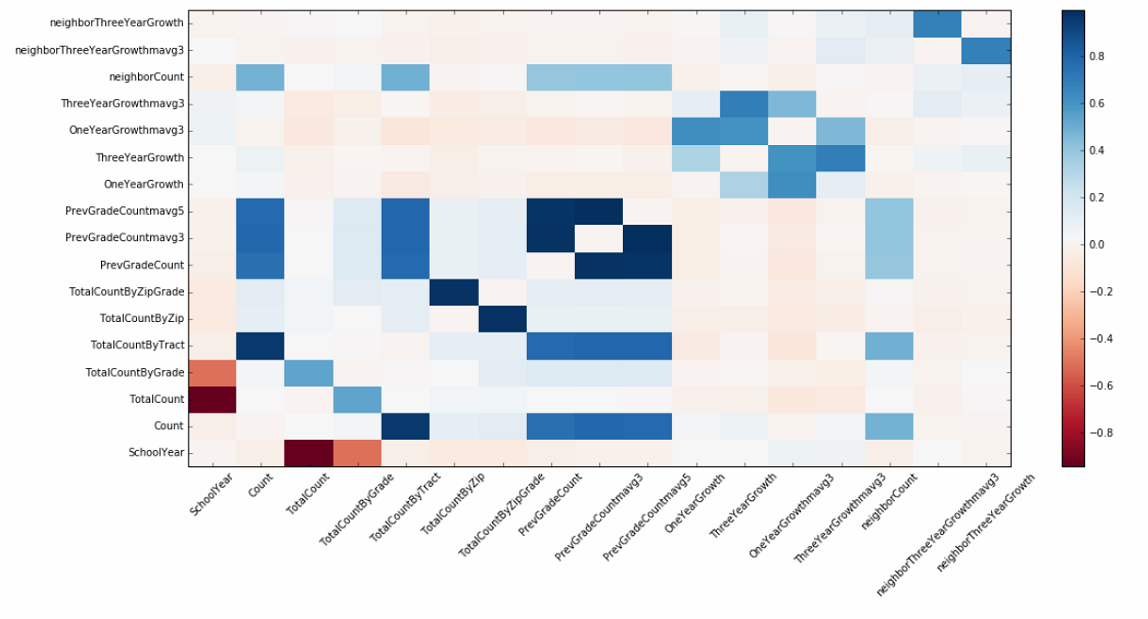 neighborThreeYearGrowth
neighborThreeYearGrowthmavg3
neighborCount
ThreeYearGrowthmavg3
OneYearGrowthmavg3
ThreeYearGrowth
OneYearGrowth
PrevGradeCountmavg5
PrevGradeCountmavg3
PrevGradeCount
TotalCountByZipGrade
TotalCountByZip
TotalCountByTract
TotalCountByGrade
TotalCount
Count
SchoolYear
SchoolYear
Count
TotalCount
TotalCountByGrade
TotalCountByTract
TotalCountByZip
TotalCountByZipGrade
PrevGradeCount
PrevGradeCountmavg3
PrevGradeCountmavg5
OneYearGrowth
ThreeYearGrowth
OneYearGrowthmavg3
ThreeYearGrowthmavg3
neighborCount
neighborThreeYearGrowthmavg3
neighborThreeYearGrowth
0.8
0.6
0.4
0.2
0.0
−0.2
−0.4
−0.6
−0.8